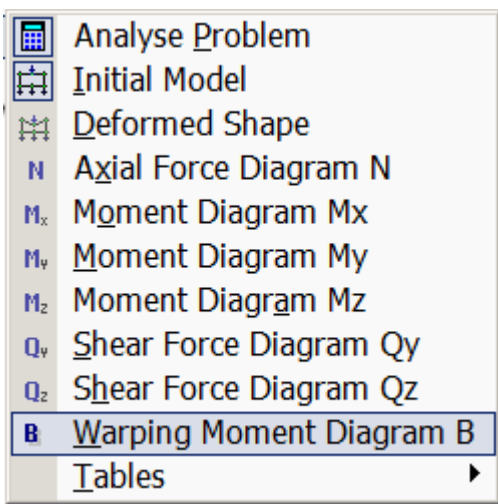 Analyse Problem
Initial Model
Deformed Shape
N Axial Force Diagram N
Mx Moment Diagram Mx
My Moment Diagram My
Mz Moment Diagram Mz
Qy Shear Force Diagram Qy
Qz Shear Force Diagram Qz
B Warping Moment Diagram B
Tables